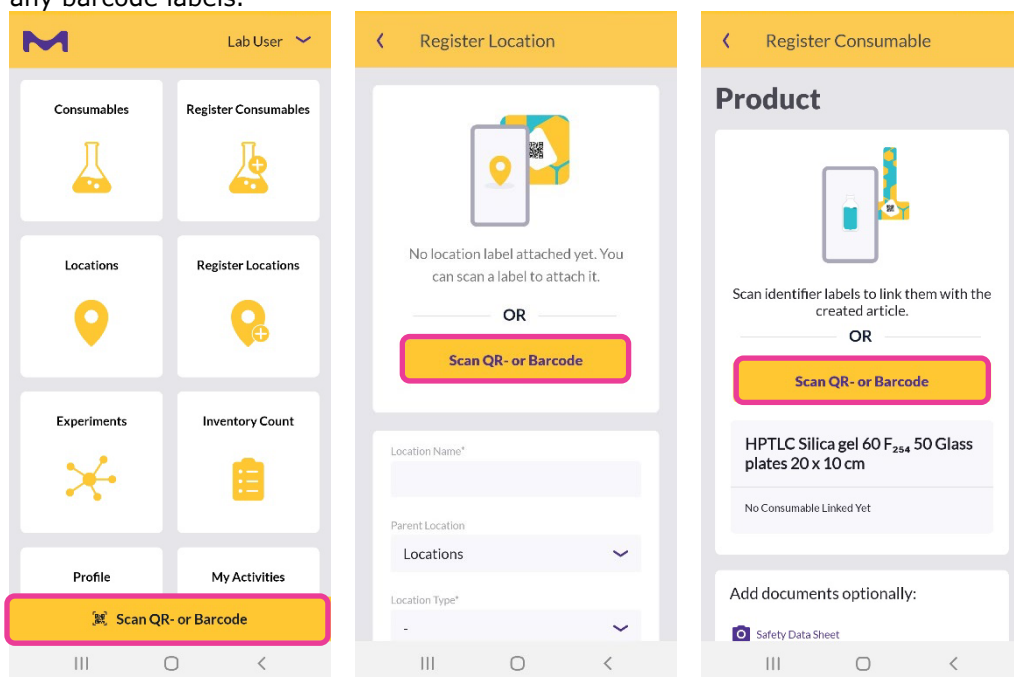 any barcode labels.
Lab User
Consumables
Register Consumables
Locations
Register Locations
Experiments
Inventory Count
Profile
My Activities
Scan QR- or Barcode
Register Location
No location label attached yet. You
can scan a label to attach it.
OR
Scan QR- or Barcode
Location Name*
Parent Location
Locations
Location Type*
-
Register Consumable
Product
Scan identifier labels to link them with the
created article.
OR
Scan QR- or Barcode
HPTLC Silica gel 60 F₂₅₄ 50 Glass
plates 20 x 10 cm
No Consumable Linked Yet
Add documents optionally:
Safety Data Sheet